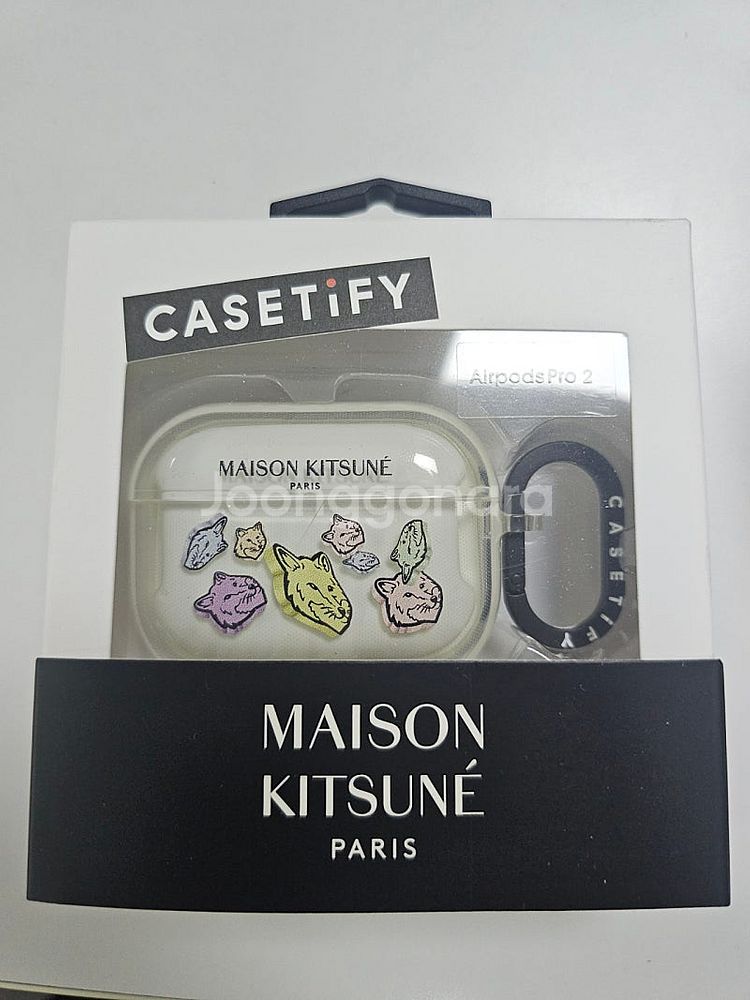 CASETiFY
AirpodsPro 2
MAISON KITSUNÉ
PARIS
Joonggonara
CASETIFY
MAISON
KITSUNÉ
PARIS